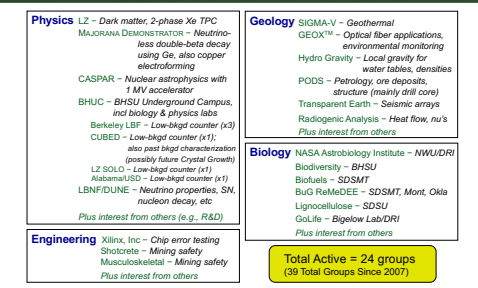 Physics LZ – Dark matter, 2-phase Xe TPC
MAJORANA DEMONSTRATOR – Neutrino-
less double-beta decay
using Ge, also copper
electroforming
CASPAR – Nuclear astrophysics with
1 MV accelerator
BHUC – BHSU Underground Campus,
incl biology & physics labs
Berkeley LBF – Low-bkgd counter (x3)
CUBED – Low-bkgd counter (x1);
also past bkgd characterization
(possibly future Crystal Growth)
LZ SOLO – Low-bkgd counter (x1)
Alabama/USD – Low-bkgd counter (x1)
LBNF/DUNE – Neutrino properties, SN,
nucleon decay, etc
Plus interest from others (e.g., R&D)
Engineering Xilinx, Inc – Chip error testing
Shotcrete – Mining safety
Musculoskeletal – Mining safety
Plus interest from others
Geology SIGMA-V – Geothermal
GEOX™ – Optical fiber applications,
environmental monitoring
Hydro Gravity – Local gravity for
water tables, densities
PODS – Petrology, ore deposits,
structure (mainly drill core)
Transparent Earth – Seismic arrays
Radiogenic Analysis – Heat flow, nu's
Plus interest from others
Biology NASA Astrobiology Institute – NWU/DRI
Biodiversity – BHSU
Biofuels – SDSMT
BuG ReMeDEE – SDSMT, Mont, Okla
Lignocellulose – SDSU
GoLife – Bigelow Lab/DRI
Plus interest from others
Total Active = 24 groups
(39 Total Groups Since 2007)